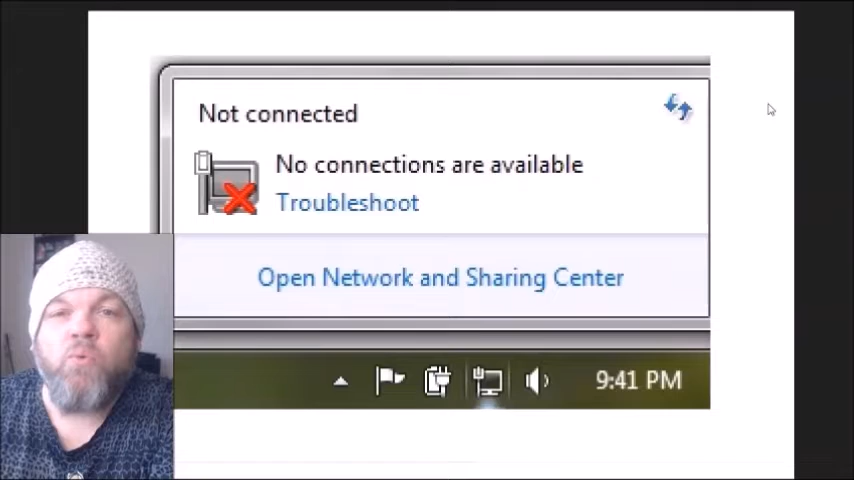 Not connected
No connections are available
Troubleshoot
Open Network and Sharing Center
9:41 PM